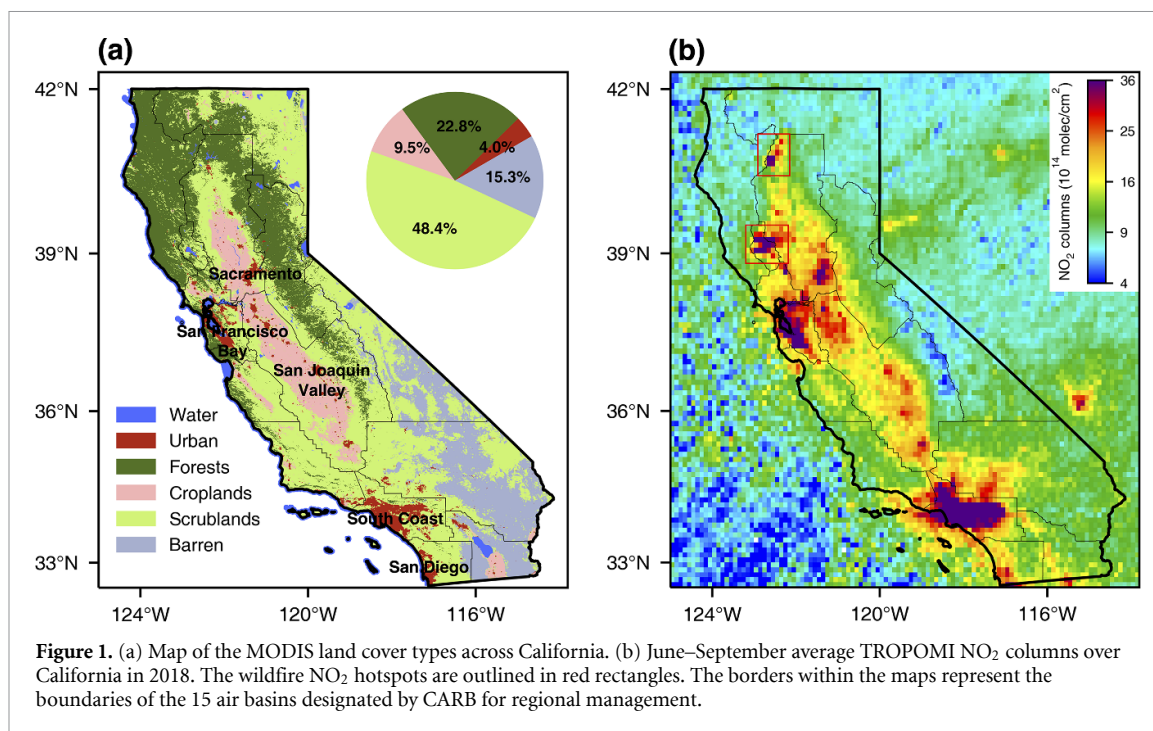 (a)
42°N
39°N
36°N
33°N
124°W
120°W
116°W
22.8%
4.0%
9.5%
15.3%
48.4%
Sacramento
San Francisco
Bay
San Joaquin
Valley
South Coast
San Diego
Water
Urban
Forests
Croplands
Scrublands
Barren
(b)
42°N
39°N
36°N
33°N
124°W
120°W
116°W
NO₂ columns (10¹⁴ molec/cm²)
36
25
16
9
4
Figure 1. (a) Map of the MODIS land cover types across California. (b) June–September average TROPOMI NO₂ columns over
California in 2018. The wildfire NO₂ hotspots are outlined in red rectangles. The borders within the maps represent the
boundaries of the 15 air basins designated by CARB for regional management.